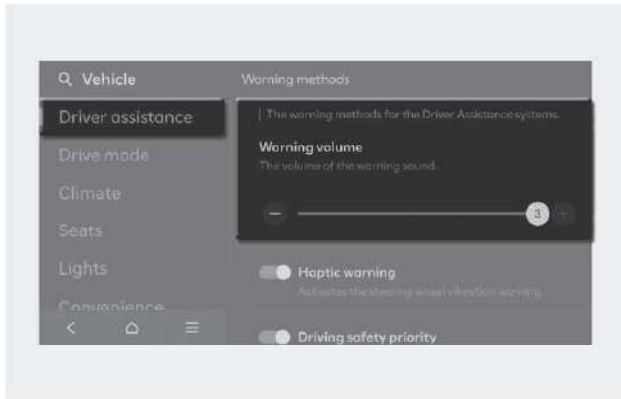 Vehicle
Warning methods
Driver assistance
The warning methods for the Driver Assistance systems.
Drive mode
Warning volume
The volume of the warning sound.
Climate
3
Seats
Lights
Haptic warning
Activates the steering wheel vibration warning.
Convenience
Driving safety priority